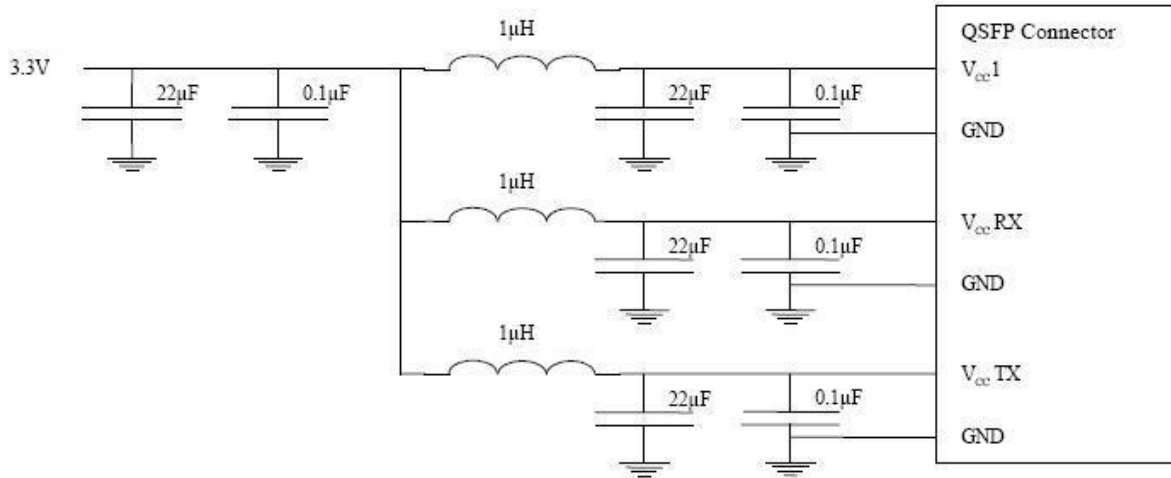 1μH
QSFP Connector
3.3V
Vcc1
22μF 0.1μF 22μF 0.1μF
GND
1μH
Vcc RX
22μF 0.1μF
GND
1μH
Vcc TX
22μF 0.1μF
GND